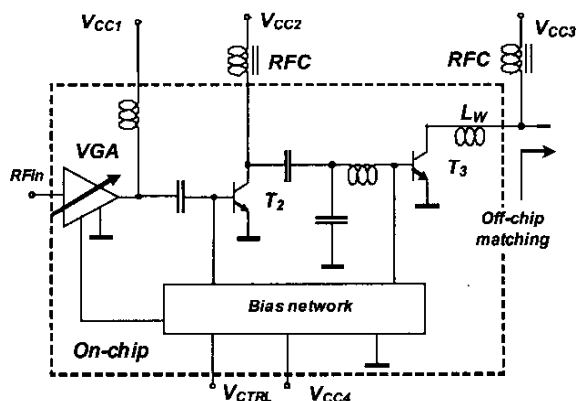 VCC1
VCC2
VCC3
RFC
RFC
VGA
LW
RFin
T2
T3
Off-chip
matching
Bias network
On-chip
VCTRL
VCC4